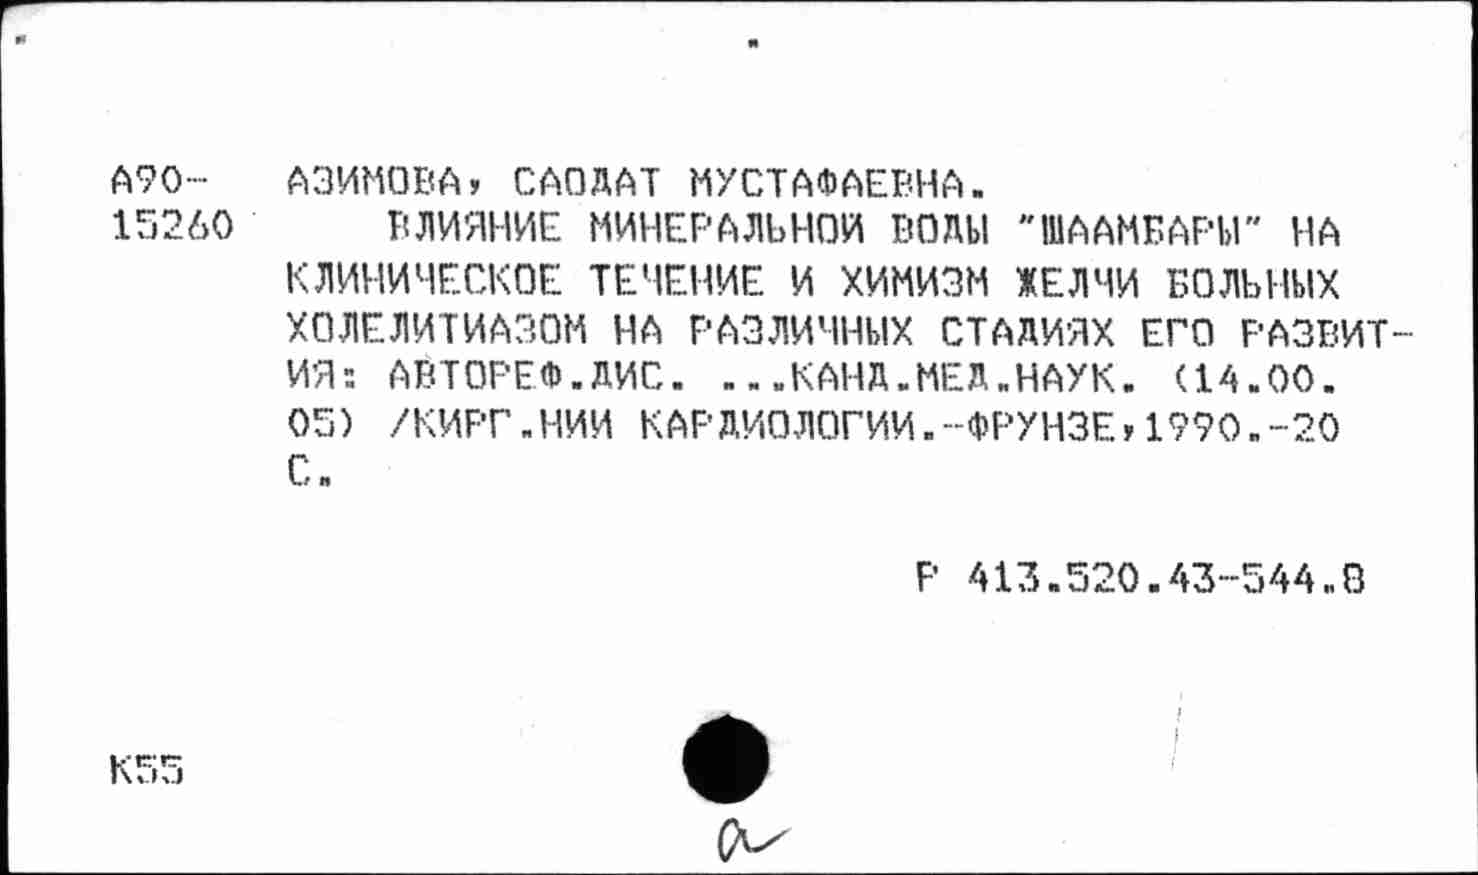 А90- АЗИМОВА, САОДАТ МУСТАФАЕВНА.
15260 ВЛИЯНИЕ МИНЕРАЛЬНОЙ ВОДЫ "ШААМБАРЫ" НА
КЛИНИЧЕСКОЕ ТЕЧЕНИЕ И ХИМИЗМ ЖЕЛЧИ БОЛЬНЫХ
ХОЛЕЛИТИАЗОМ НА РАЗЛИЧНЫХ СТАДИЯХ ЕГО РАЗВИТ-
ИЯ: АВТОРЕФ.ДИС. ...КАНД.МЕД.НАУК. (14.00.
05) /КИРГ.НИИ КАРДИОЛОГИИ.-ФРУНЗЕ,1990.-20
С.
Р 413.520.43-544.8
К55
а